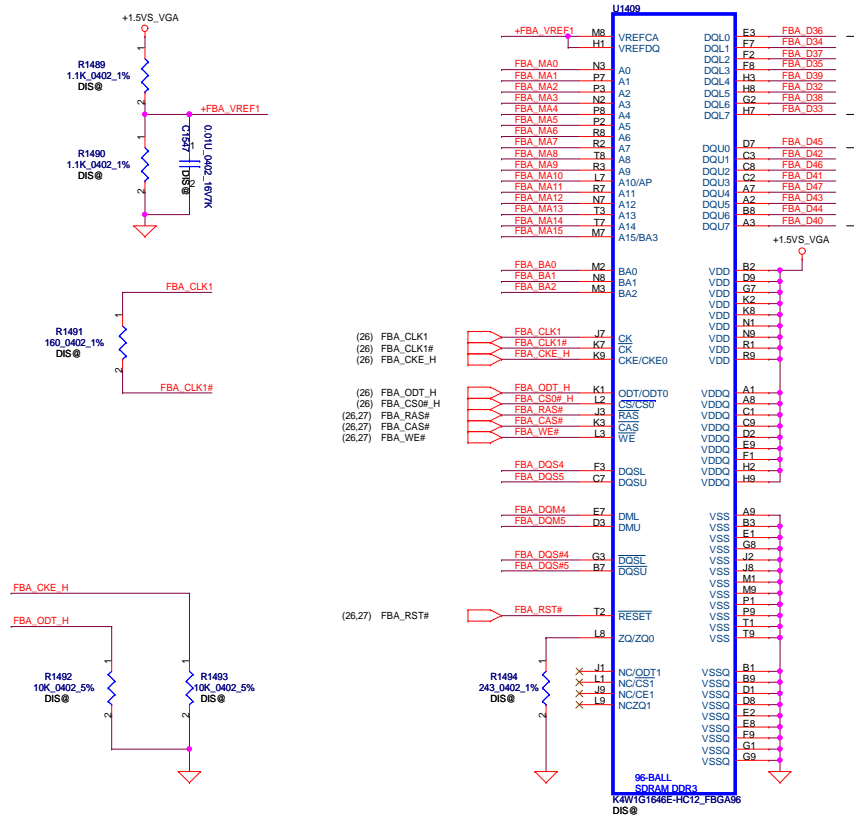 +1.5VS_VGA
R1489
1.1K_0402_1%
DIS@
1
2
+FBA_VREF1
R1490
1.1K_0402_1%
DIS@
1
2
C1547
0.01U_0402_16V7K
DIS@
1
2
FBA_CLK1
R1491
160_0402_1%
DIS@
1
2
FBA_CLK1#
FBA_CKE_H
FBA_ODT_H
R1492
10K_0402_5%
DIS@
1
2
R1493
10K_0402_5%
DIS@
1
2
U1409
+FBA_VREF1 M8 VREFCA
H1 VREFDQ
FBA_MA0 N3 A0
FBA_MA1 P7 A1
FBA_MA2 P3 A2
FBA_MA3 N2 A3
FBA_MA4 P8 A4
FBA_MA5 P2 A5
FBA_MA6 R8 A6
FBA_MA7 R2 A7
FBA_MA8 T8 A8
FBA_MA9 R3 A9
FBA_MA10 L7 A10/AP
FBA_MA11 R7 A11
FBA_MA12 N7 A12
FBA_MA13 T3 A13
FBA_MA14 T7 A14
FBA_MA15 M7 A15/BA3
FBA_BA0 M2 BA0
FBA_BA1 N8 BA1
FBA_BA2 M3 BA2
(26) FBA_CLK1 FBA_CLK1 J7 CK
(26) FBA_CLK1# FBA_CLK1# K7 CK
(26) FBA_CKE_H FBA_CKE_H K9 CKE/CKE0
(26) FBA_ODT_H FBA_ODT_H K1 ODT/ODT0
(26) FBA_CS0#_H FBA_CS0#_H L2 CS/CS0
(26,27) FBA_RAS# FBA_RAS# J3 RAS
(26,27) FBA_CAS# FBA_CAS# K3 CAS
(26,27) FBA_WE# FBA_WE# L3 WE
FBA_DQS4 F3 DQSL
FBA_DQS5 C7 DQSU
FBA_DQM4 E7 DML
FBA_DQM5 D3 DMU
FBA_DQS#4 G3 DQSL
FBA_DQS#5 B7 DQSU
(26,27) FBA_RST# FBA_RST# T2 RESET
L8 ZQ/ZQ0
R1494
243_0402_1%
DIS@
1
2
J1 NC/ODT1
L1 NC/CS1
J9 NC/CE1
L9 NCZQ1
DQL0 E3 FBA_D36
DQL1 F7 FBA_D34
DQL2 F2 FBA_D37
DQL3 F8 FBA_D35
DQL4 H3 FBA_D39
DQL5 H8 FBA_D32
DQL6 G2 FBA_D38
DQL7 H7 FBA_D33
DQU0 D7 FBA_D45
DQU1 C3 FBA_D42
DQU2 C8 FBA_D46
DQU3 C2 FBA_D41
DQU4 A7 FBA_D47
DQU5 A2 FBA_D43
DQU6 B8 FBA_D44
DQU7 A3 FBA_D40
+1.5VS_VGA
VDD B2
VDD D9
VDD G7
VDD K2
VDD K8
VDD N1
VDD N9
VDD R1
VDD R9
VDDQ A1
VDDQ A8
VDDQ C1
VDDQ C9
VDDQ D2
VDDQ E9
VDDQ F1
VDDQ H2
VDDQ H9
VSS A9
VSS B3
VSS E1
VSS G8
VSS J2
VSS J8
VSS M1
VSS M9
VSS P1
VSS P9
VSS T1
VSS T9
VSSQ B1
VSSQ B9
VSSQ D1
VSSQ D8
VSSQ E2
VSSQ E8
VSSQ F9
VSSQ G1
VSSQ G9
96-BALL
SDRAM DDR3
K4W1G1646E-HC12_FBGA96
DIS@